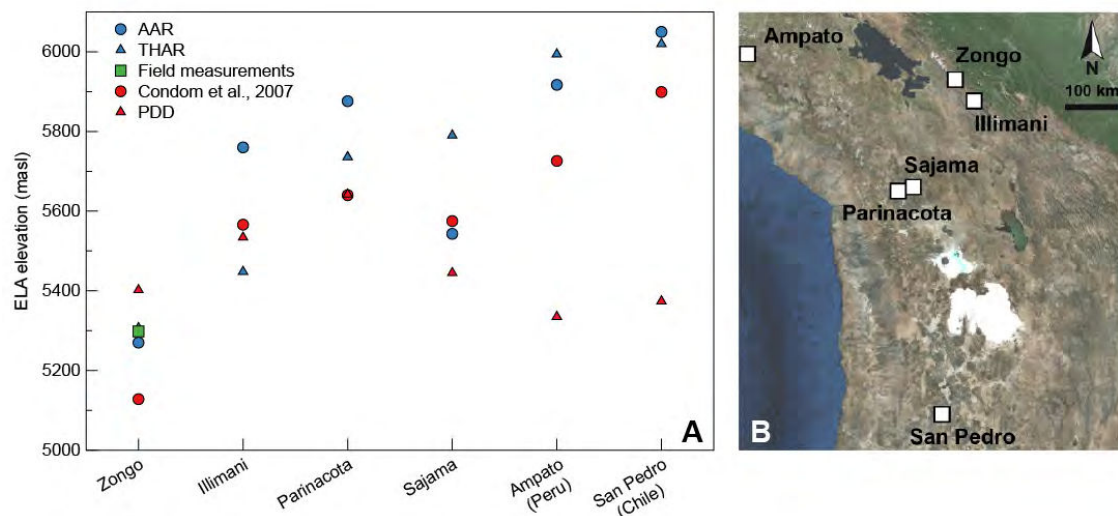 6000
5800
5600
5400
5200
5000
ELA elevation (masl)
AAR
THAR
Field measurements
Condom et al., 2007
PDD
A
Zongo
Illimani
Parinacota
Sajama
Ampato
(Peru)
San Pedro
(Chile)
Ampato
Zongo
N
100 km
Illimani
Sajama
Parinacota
San Pedro
B